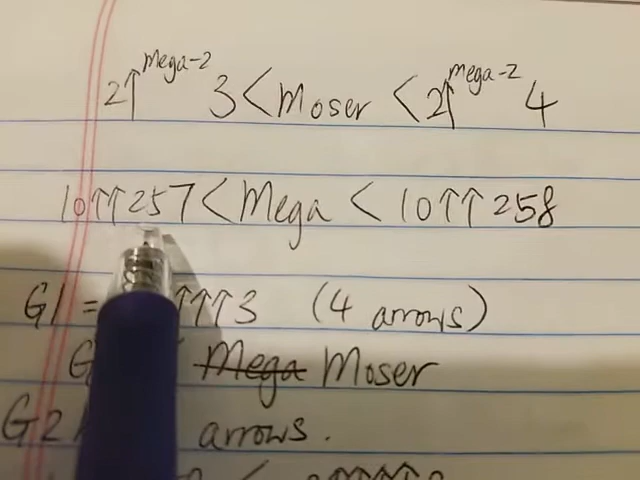 2↑^mega-2 3 < Moser < 2↑^mega-2 4
10↑↑257 < Mega < 10↑↑258
G1 = ↑↑↑3 (4 arrows)
G Mega Moser
G2 arrows.